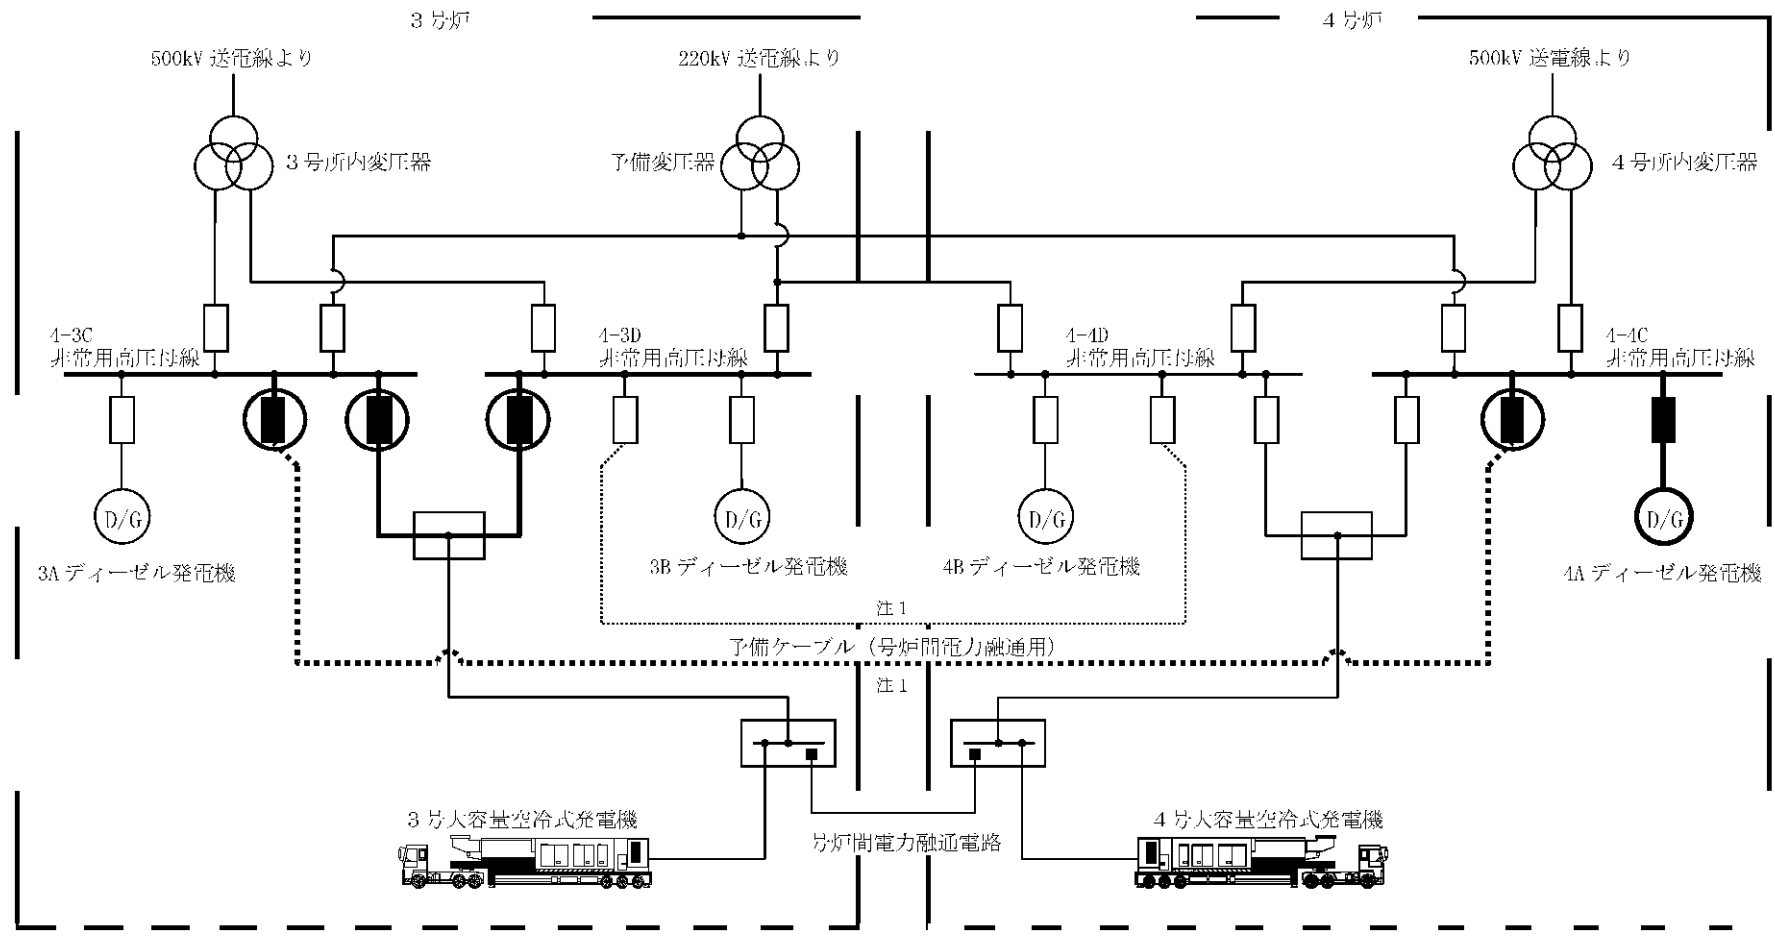 3号炉
4号炉
500kV 送電線より
220kV 送電線より
500kV 送電線より
3号所内変圧器
予備変圧器
4号所内変圧器
4-3C
非常用高圧母線
4-3D
非常用高圧母線
4-4D
非常用高圧母線
4-4C
非常用高圧母線
D/G
D/G
D/G
D/G
3A ディーゼル発電機
3B ディーゼル発電機
4B ディーゼル発電機
4A ディーゼル発電機
注1
予備ケーブル（号炉間電力融通用）
注1
3号大容量空冷式発電機
4号大容量空冷式発電機
号炉間電力融通電路